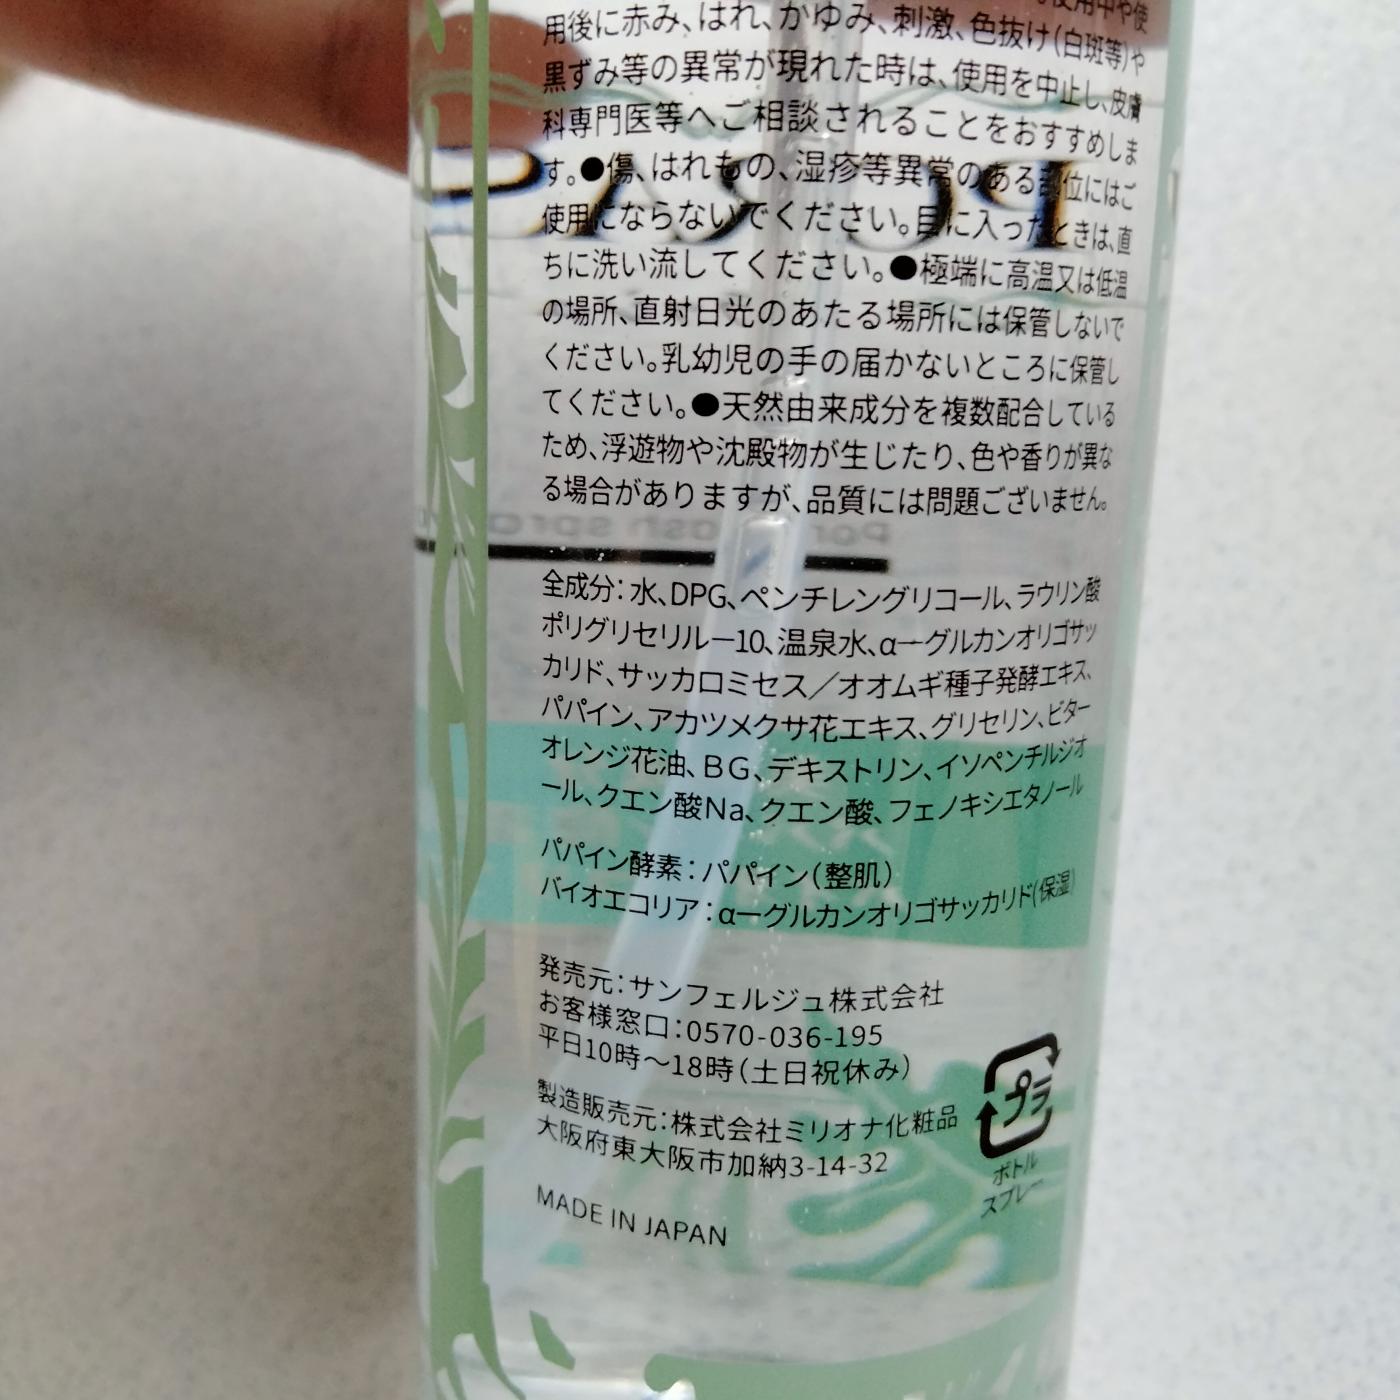 使用中や使
用後に赤み、はれ、かゆみ、刺激、色抜け(白斑等)や
黒ずみ等の異常が現れた時は、使用を中止し、皮膚
科専門医等へご相談されることをおすすめしま
す。●傷、はれもの、湿疹等異常のある部位にはご
使用にならないでください。目に入ったときは、直
ちに洗い流してください。●極端に高温又は低温
の場所、直射日光のあたる場所には保管しないで
ください。乳幼児の手の届かないところに保管し
てください。●天然由来成分を複数配合している
ため、浮遊物や沈殿物が生じたり、色や香りが異な
る場合がありますが、品質には問題ございません。
全成分：水、DPG、ペンチレングリコール、ラウリン酸
ポリグリセリルー10、温泉水、αーグルカンオリゴサッ
カリド、サッカロミセス／オオムギ種子発酵エキス、
パパイン、アカツメクサ花エキス、グリセリン、ビター
オレンジ花油、BG、デキストリン、イソペンチルジオ
ール、クエン酸Na、クエン酸、フェノキシエタノール
パパイン酵素：パパイン（整肌）
バイオエコリア：αーグルカンオリゴサッカリド(保湿)
発売元：サンフェルジュ株式会社
お客様窓口：0570-036-195
平日10時～18時（土日祝休み）
製造販売元：株式会社ミリオナ化粧品
大阪府東大阪市加納3-14-32
プラ
ボトル
スプレー
MADE IN JAPAN